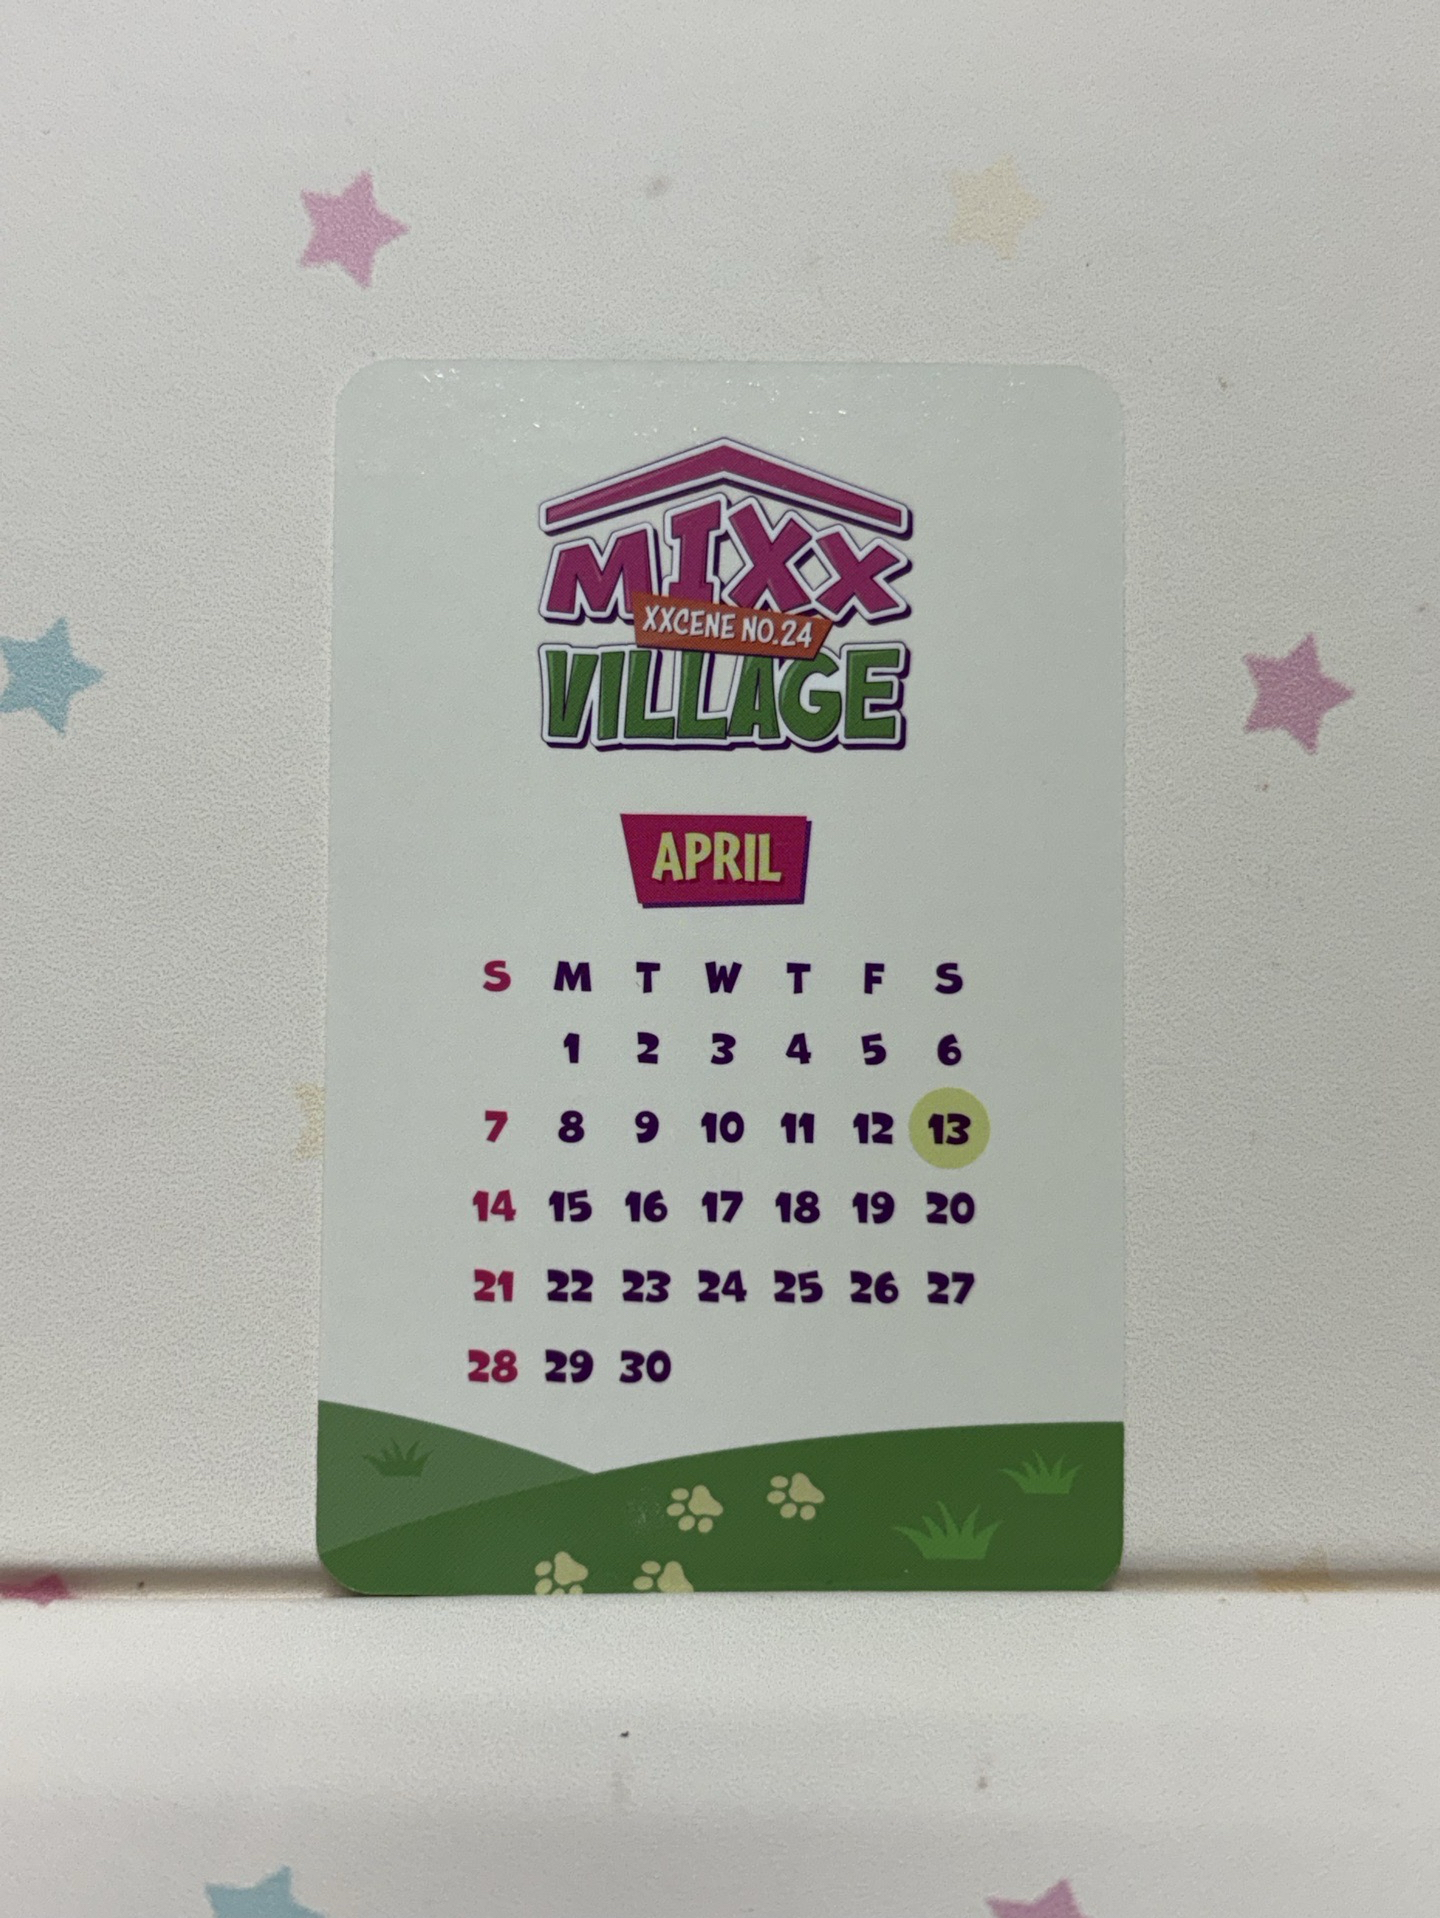 MIXX
XXCENE NO.24
VILLAGE
APRIL
S M T W T F S
1 2 3 4 5 6
7 8 9 10 11 12 13
14 15 16 17 18 19 20
21 22 23 24 25 26 27
28 29 30